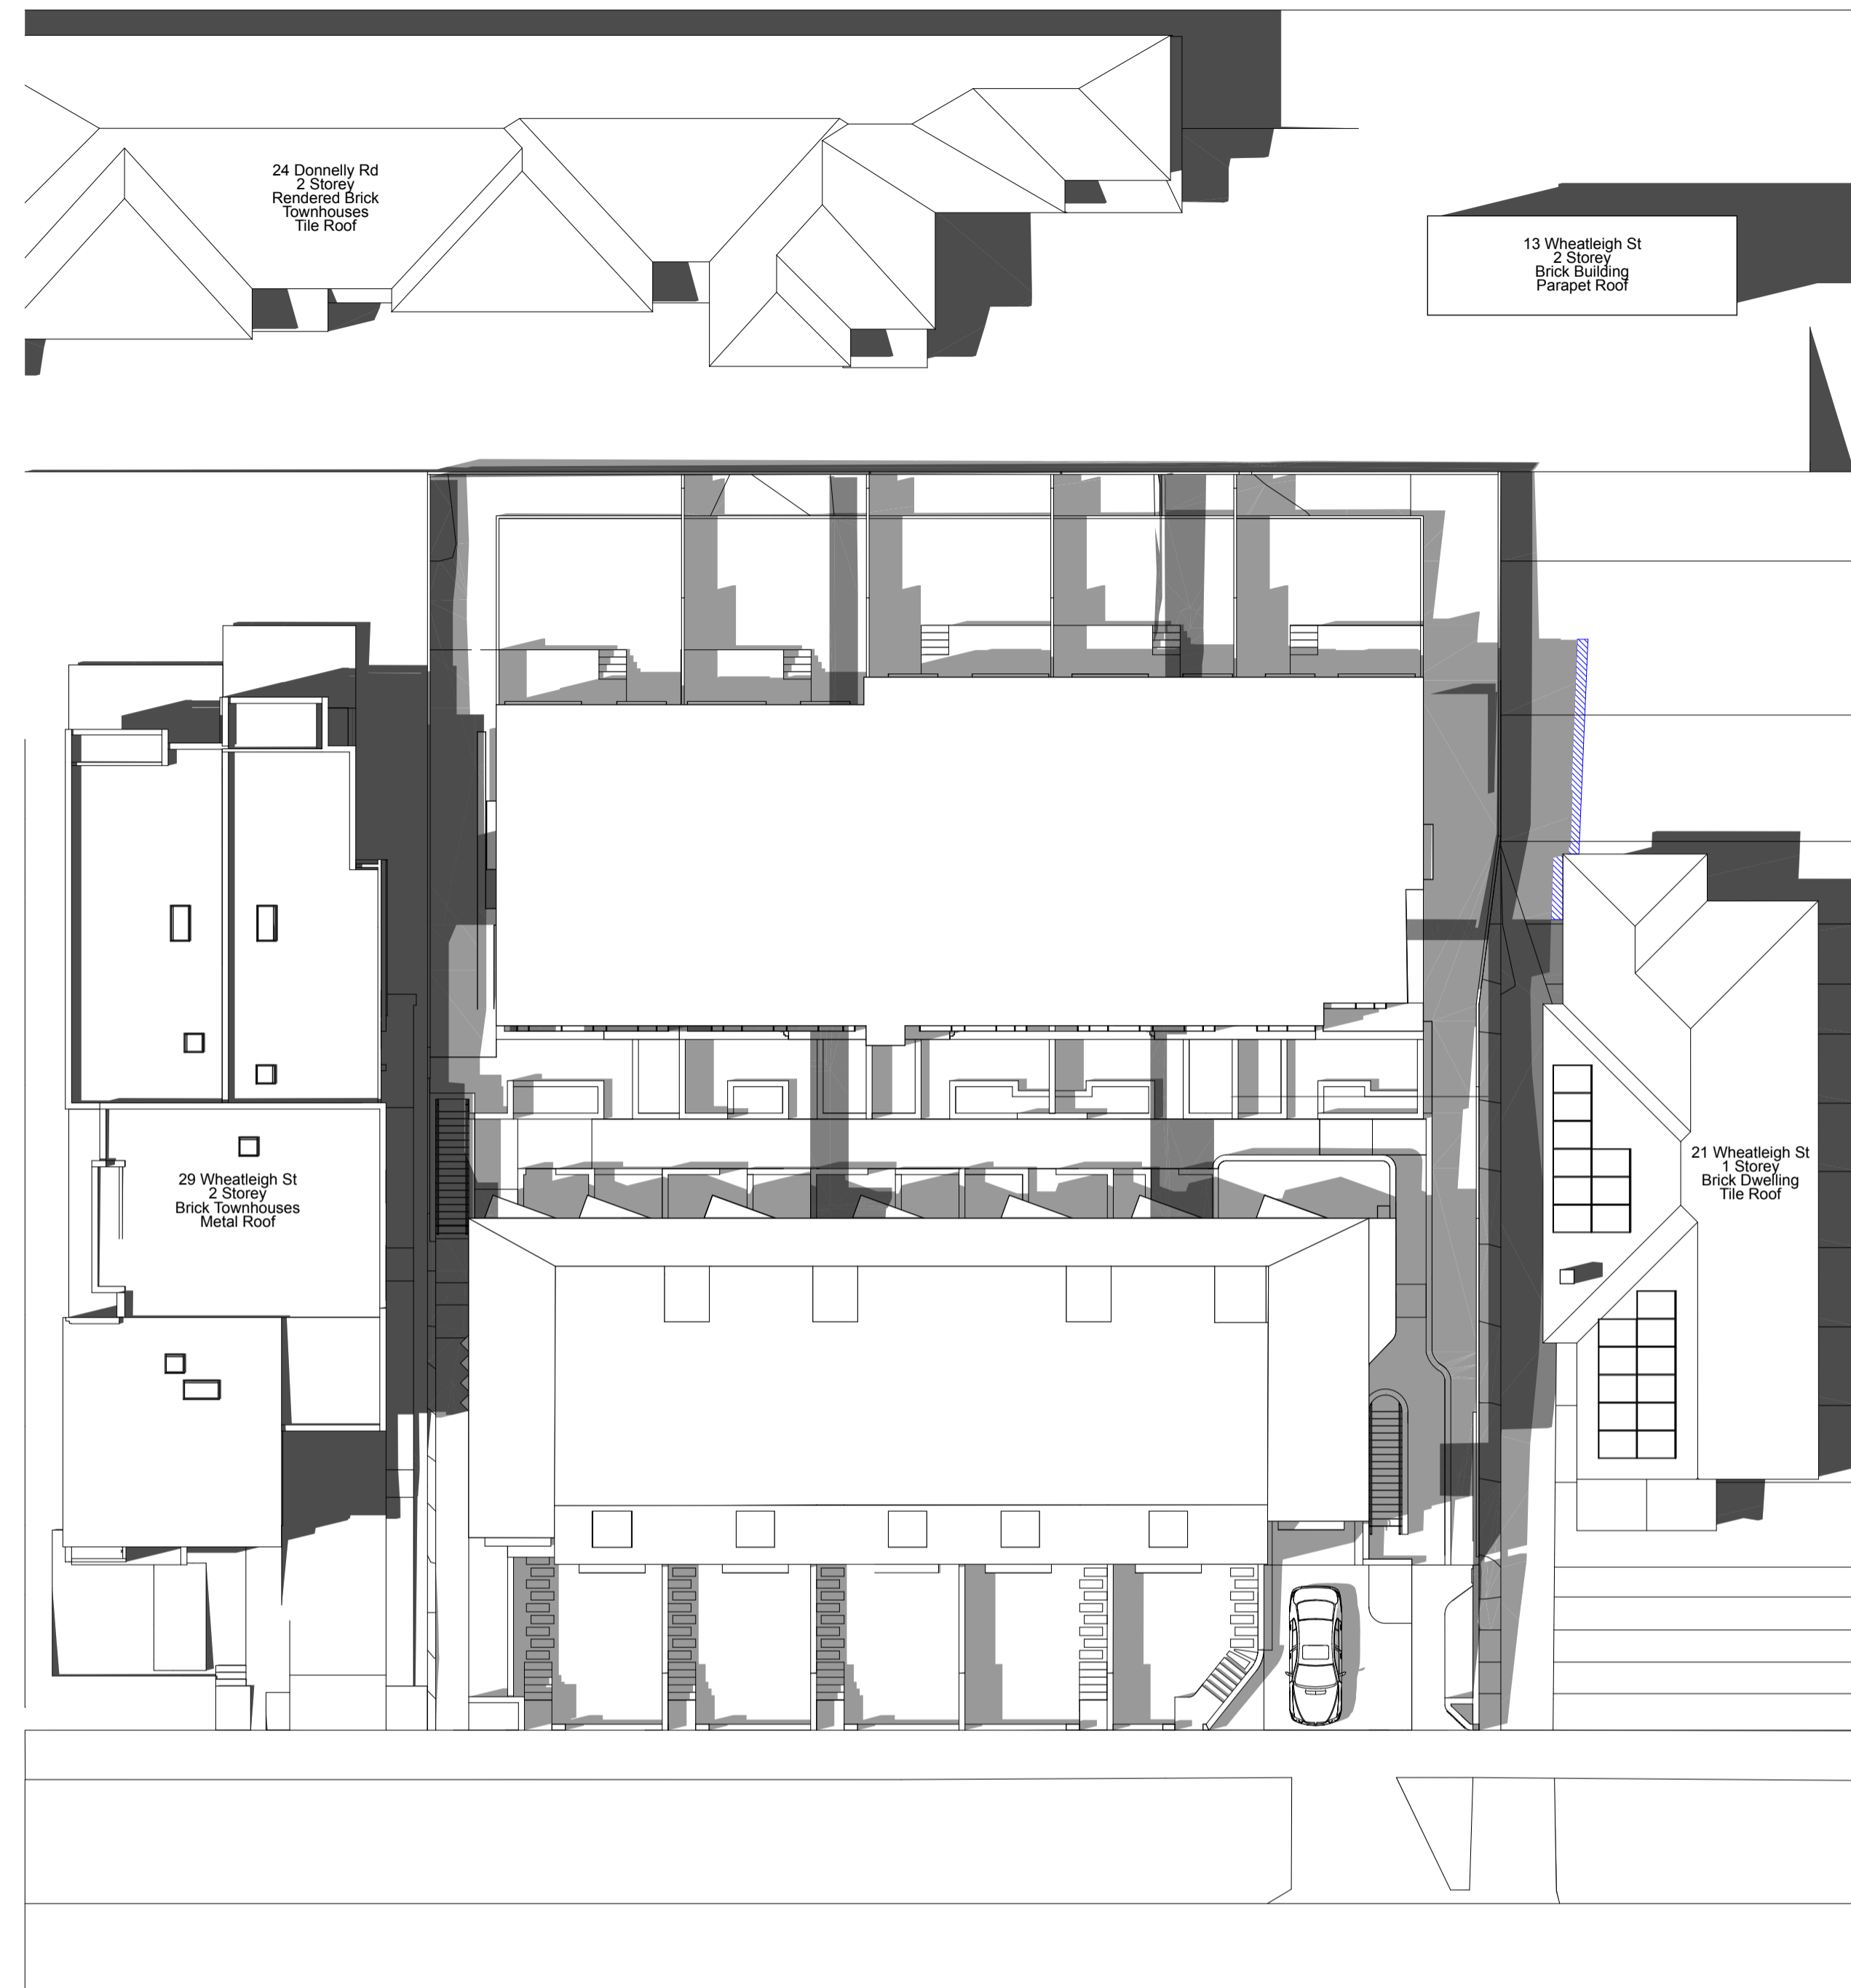 24 Donnelly Rd
2 Storey
Rendered Brick
Townhouses
Tile Roof
13 Wheatleigh St
2 Storey
Brick Building
Parapet Roof
29 Wheatleigh St
2 Storey
Brick Townhouses
Metal Roof
21 Wheatleigh St
1 Storey
Brick Dwelling
Tile Roof